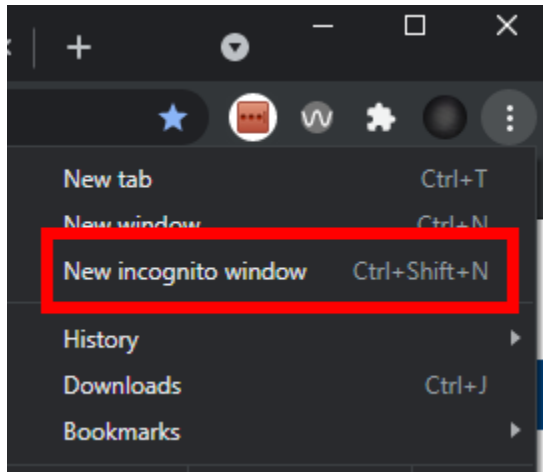 New tab Ctrl+T
New window Ctrl+N
New incognito window Ctrl+Shift+N
History
Downloads Ctrl+J
Bookmarks